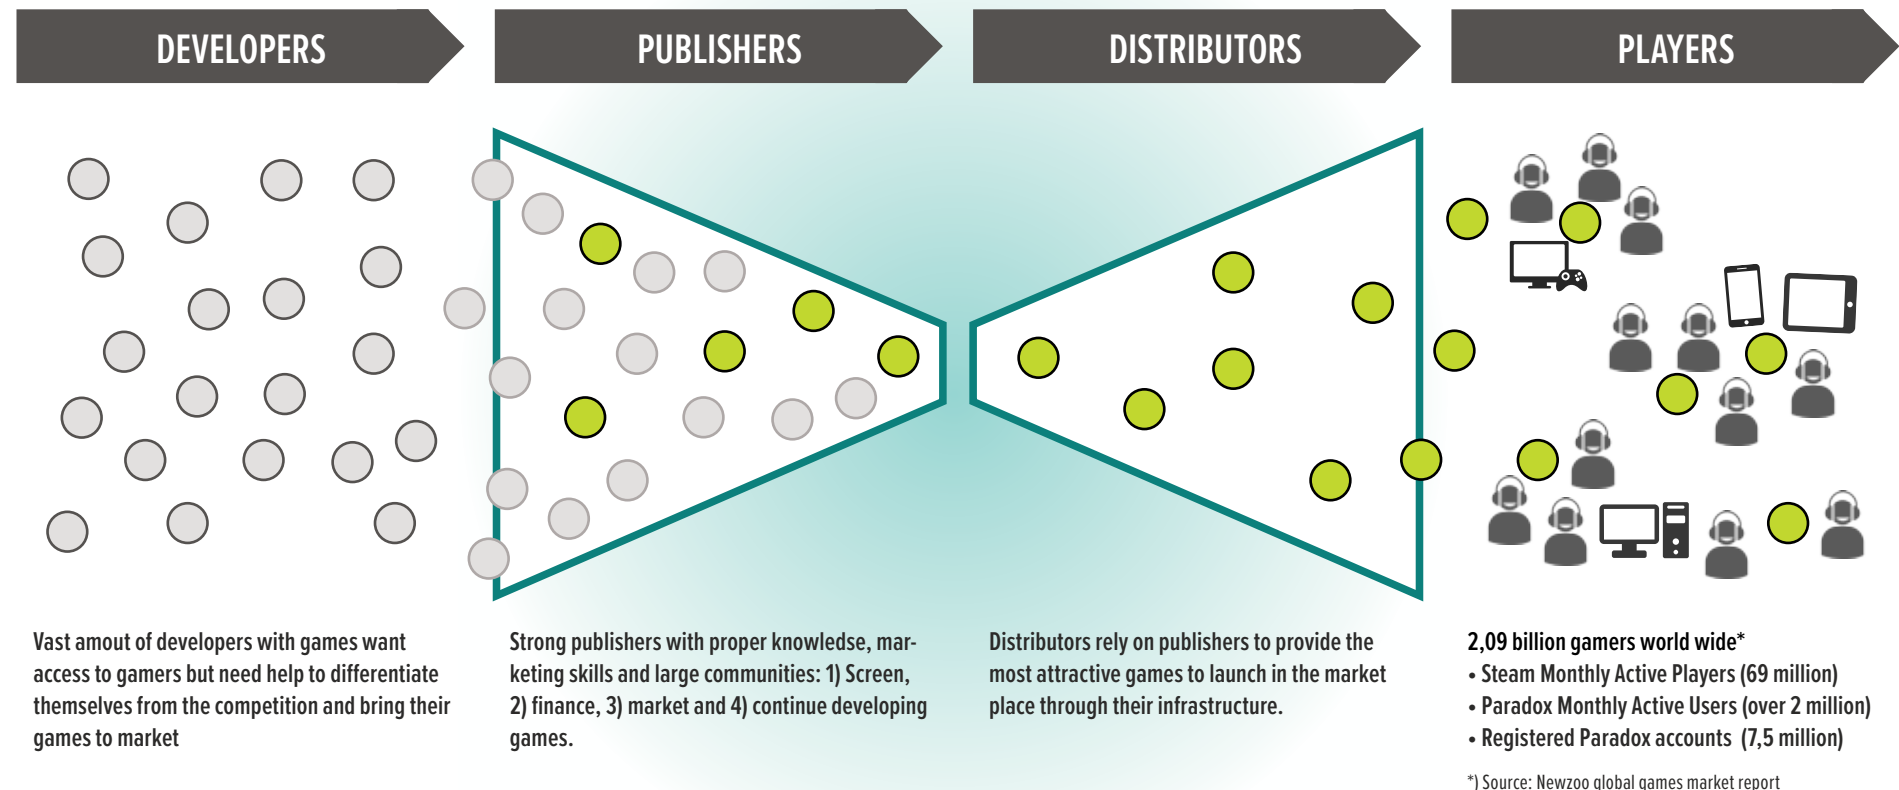 DEVELOPERS
PUBLISHERS
DISTRIBUTORS
PLAYERS
Vast amout of developers with games want
access to gamers but need help to differentiate
themselves from the competition and bring their
games to market
Strong publishers with proper knowledse, mar-
keting skills and large communities: 1) Screen,
2) finance, 3) market and 4) continue developing
games.
Distributors rely on publishers to provide the
most attractive games to launch in the market
place through their infrastructure.
2,09 billion gamers world wide*
• Steam Monthly Active Players (69 million)
• Paradox Monthly Active Users (over 2 million)
• Registered Paradox accounts (7,5 million)
*) Source: Newzoo global games market report